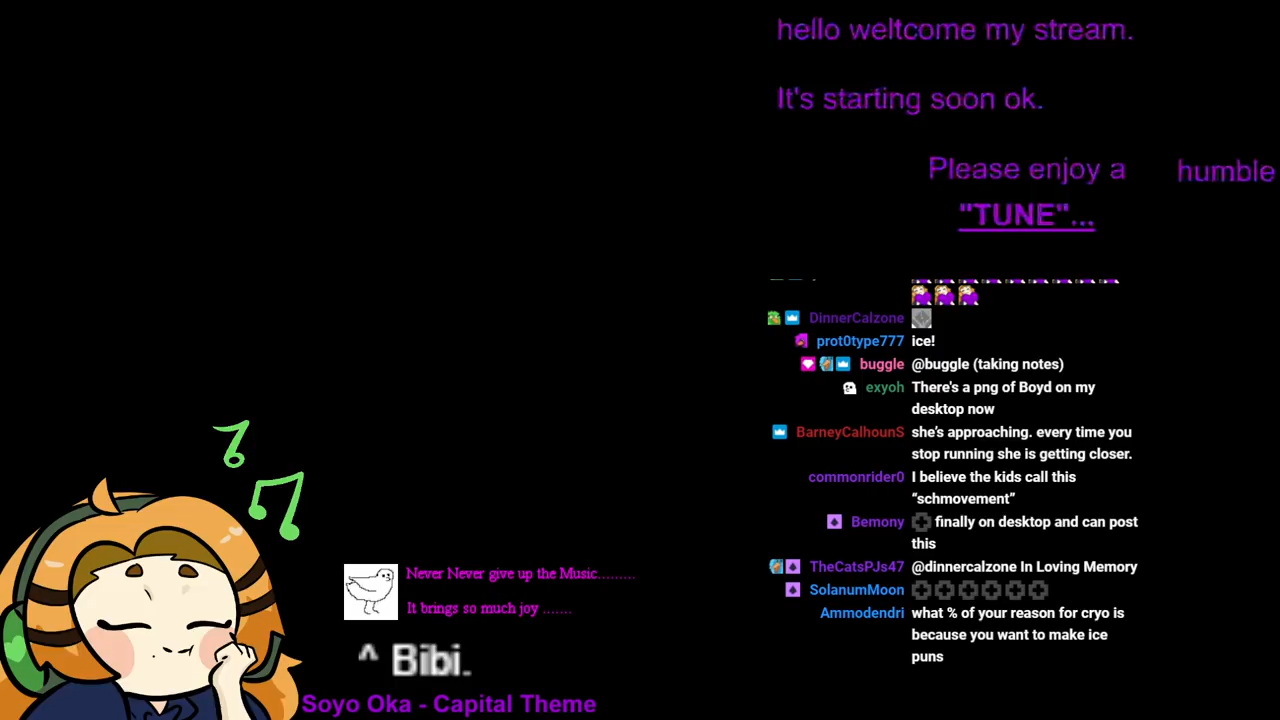 hello weltcome my stream.
It's starting soon ok.
Please enjoy a humble
"TUNE"...
DinnerCalzone
prot0type777 ice!
buggle @buggle (taking notes)
exyoh There's a png of Boyd on my
desktop now
BarneyCalhounS she's approaching. every time you
stop running she is getting closer.
commonrider0 I believe the kids call this
“schmovement”
Bemony finally on desktop and can post
this
TheCatsPJs47 @dinnercalzone In Loving Memory
SolanumMoon
Ammodendri what % of your reason for cryo is
because you want to make ice
puns
Never Never give up the Music.........
It brings so much joy .......
^ Bibi.
Soyo Oka - Capital Theme